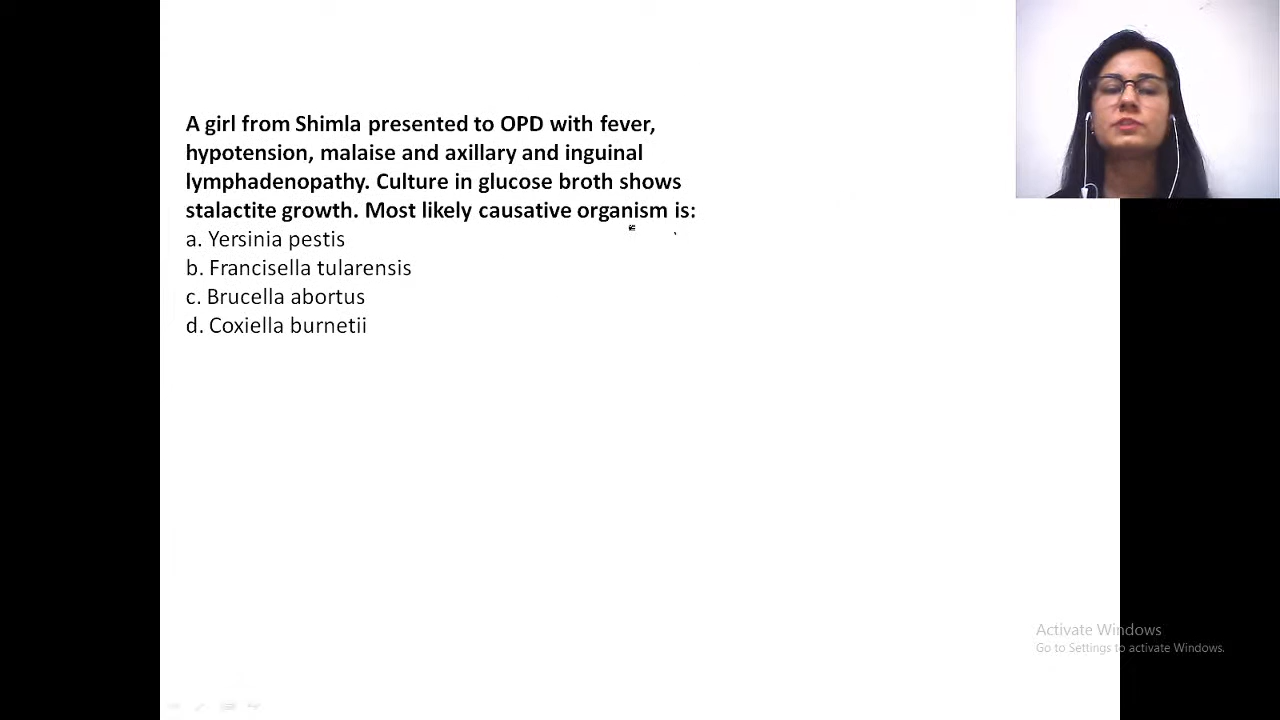 A girl from Shimla presented to OPD with fever,
hypotension, malaise and axillary and inguinal
lymphadenopathy. Culture in glucose broth shows
stalactite growth. Most likely causative organism is:
a. Yersinia pestis
b. Francisella tularensis
c. Brucella abortus
d. Coxiella burnetii
Activate Windows
Go to Settings to activate Windows.